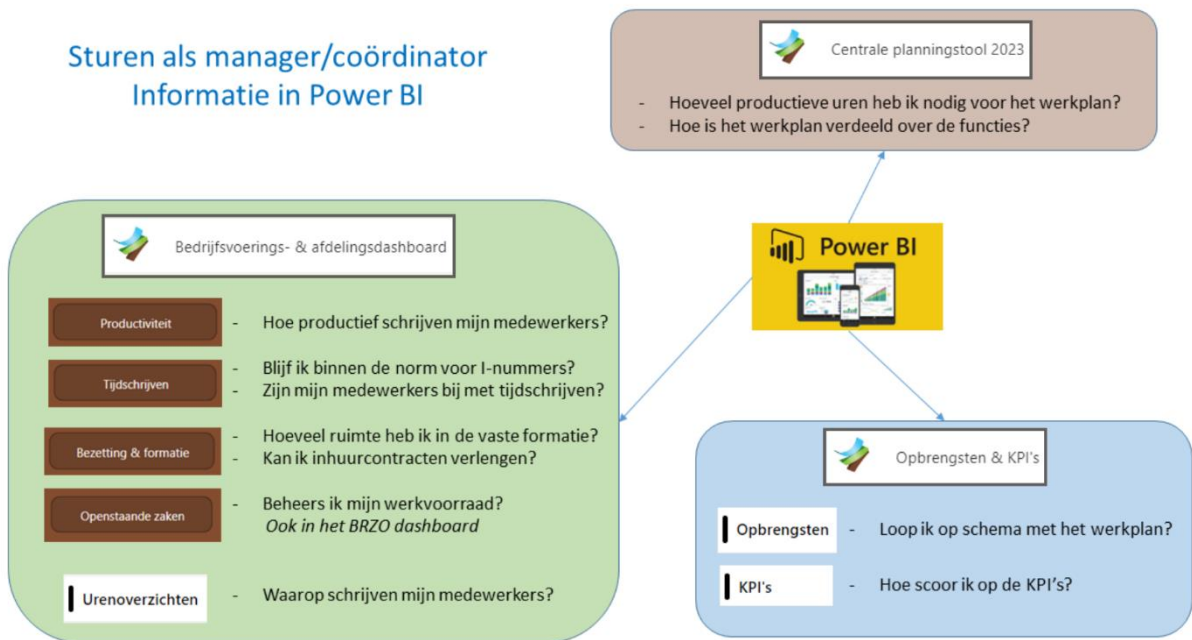 Sturen als manager/coördinator
Informatie in Power BI
Centrale planningstool 2023
- Hoeveel productieve uren heb ik nodig voor het werkplan?
- Hoe is het werkplan verdeeld over de functies?
Power BI
Bedrijfsvoerings- & afdelingsdashboard
Productiviteit
- Hoe productief schrijven mijn medewerkers?
Tijdschrijven
- Blijf ik binnen de norm voor I-nummers?
- Zijn mijn medewerkers bij met tijdschrijven?
Bezetting & formatie
- Hoeveel ruimte heb ik in de vaste formatie?
- Kan ik inhuurcontracten verlengen?
Openstaande zaken
- Beheers ik mijn werkvoorraad?
Ook in het BRZO dashboard
Urenoverzichten
- Waarop schrijven mijn medewerkers?
Opbrengsten & KPI's
Opbrengsten
- Loop ik op schema met het werkplan?
KPI's
- Hoe scoor ik op de KPI’s?